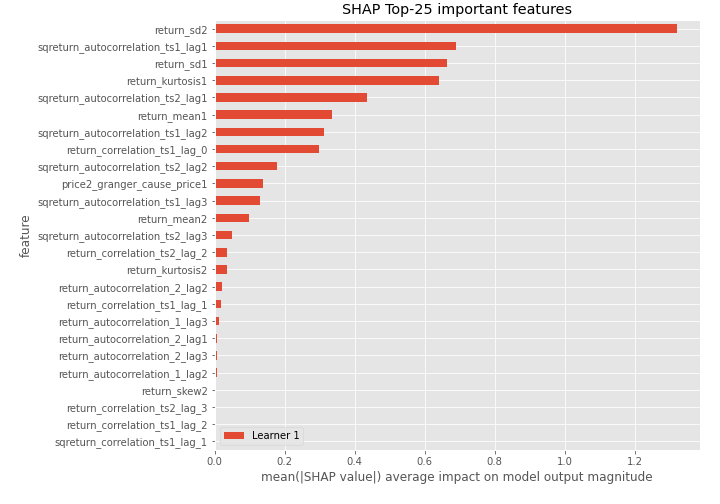 SHAP Top-25 important features
return_sd2
sqreturn_autocorrelation_ts1_lag1
return_sd1
return_kurtosis1
sqreturn_autocorrelation_ts2_lag1
return_mean1
sqreturn_autocorrelation_ts1_lag2
return_correlation_ts1_lag_0
sqreturn_autocorrelation_ts2_lag2
price2_granger_cause_price1
sqreturn_autocorrelation_ts1_lag3
return_mean2
sqreturn_autocorrelation_ts2_lag3
return_correlation_ts2_lag_2
return_kurtosis2
return_autocorrelation_2_lag2
return_correlation_ts1_lag_1
return_autocorrelation_1_lag3
return_autocorrelation_2_lag1
return_autocorrelation_2_lag3
return_autocorrelation_1_lag2
return_skew2
return_correlation_ts2_lag_3
return_correlation_ts1_lag_2
sqreturn_correlation_ts1_lag_1
feature
Learner 1
0.0 0.2 0.4 0.6 0.8 1.0 1.2
mean(|SHAP value|) average impact on model output magnitude